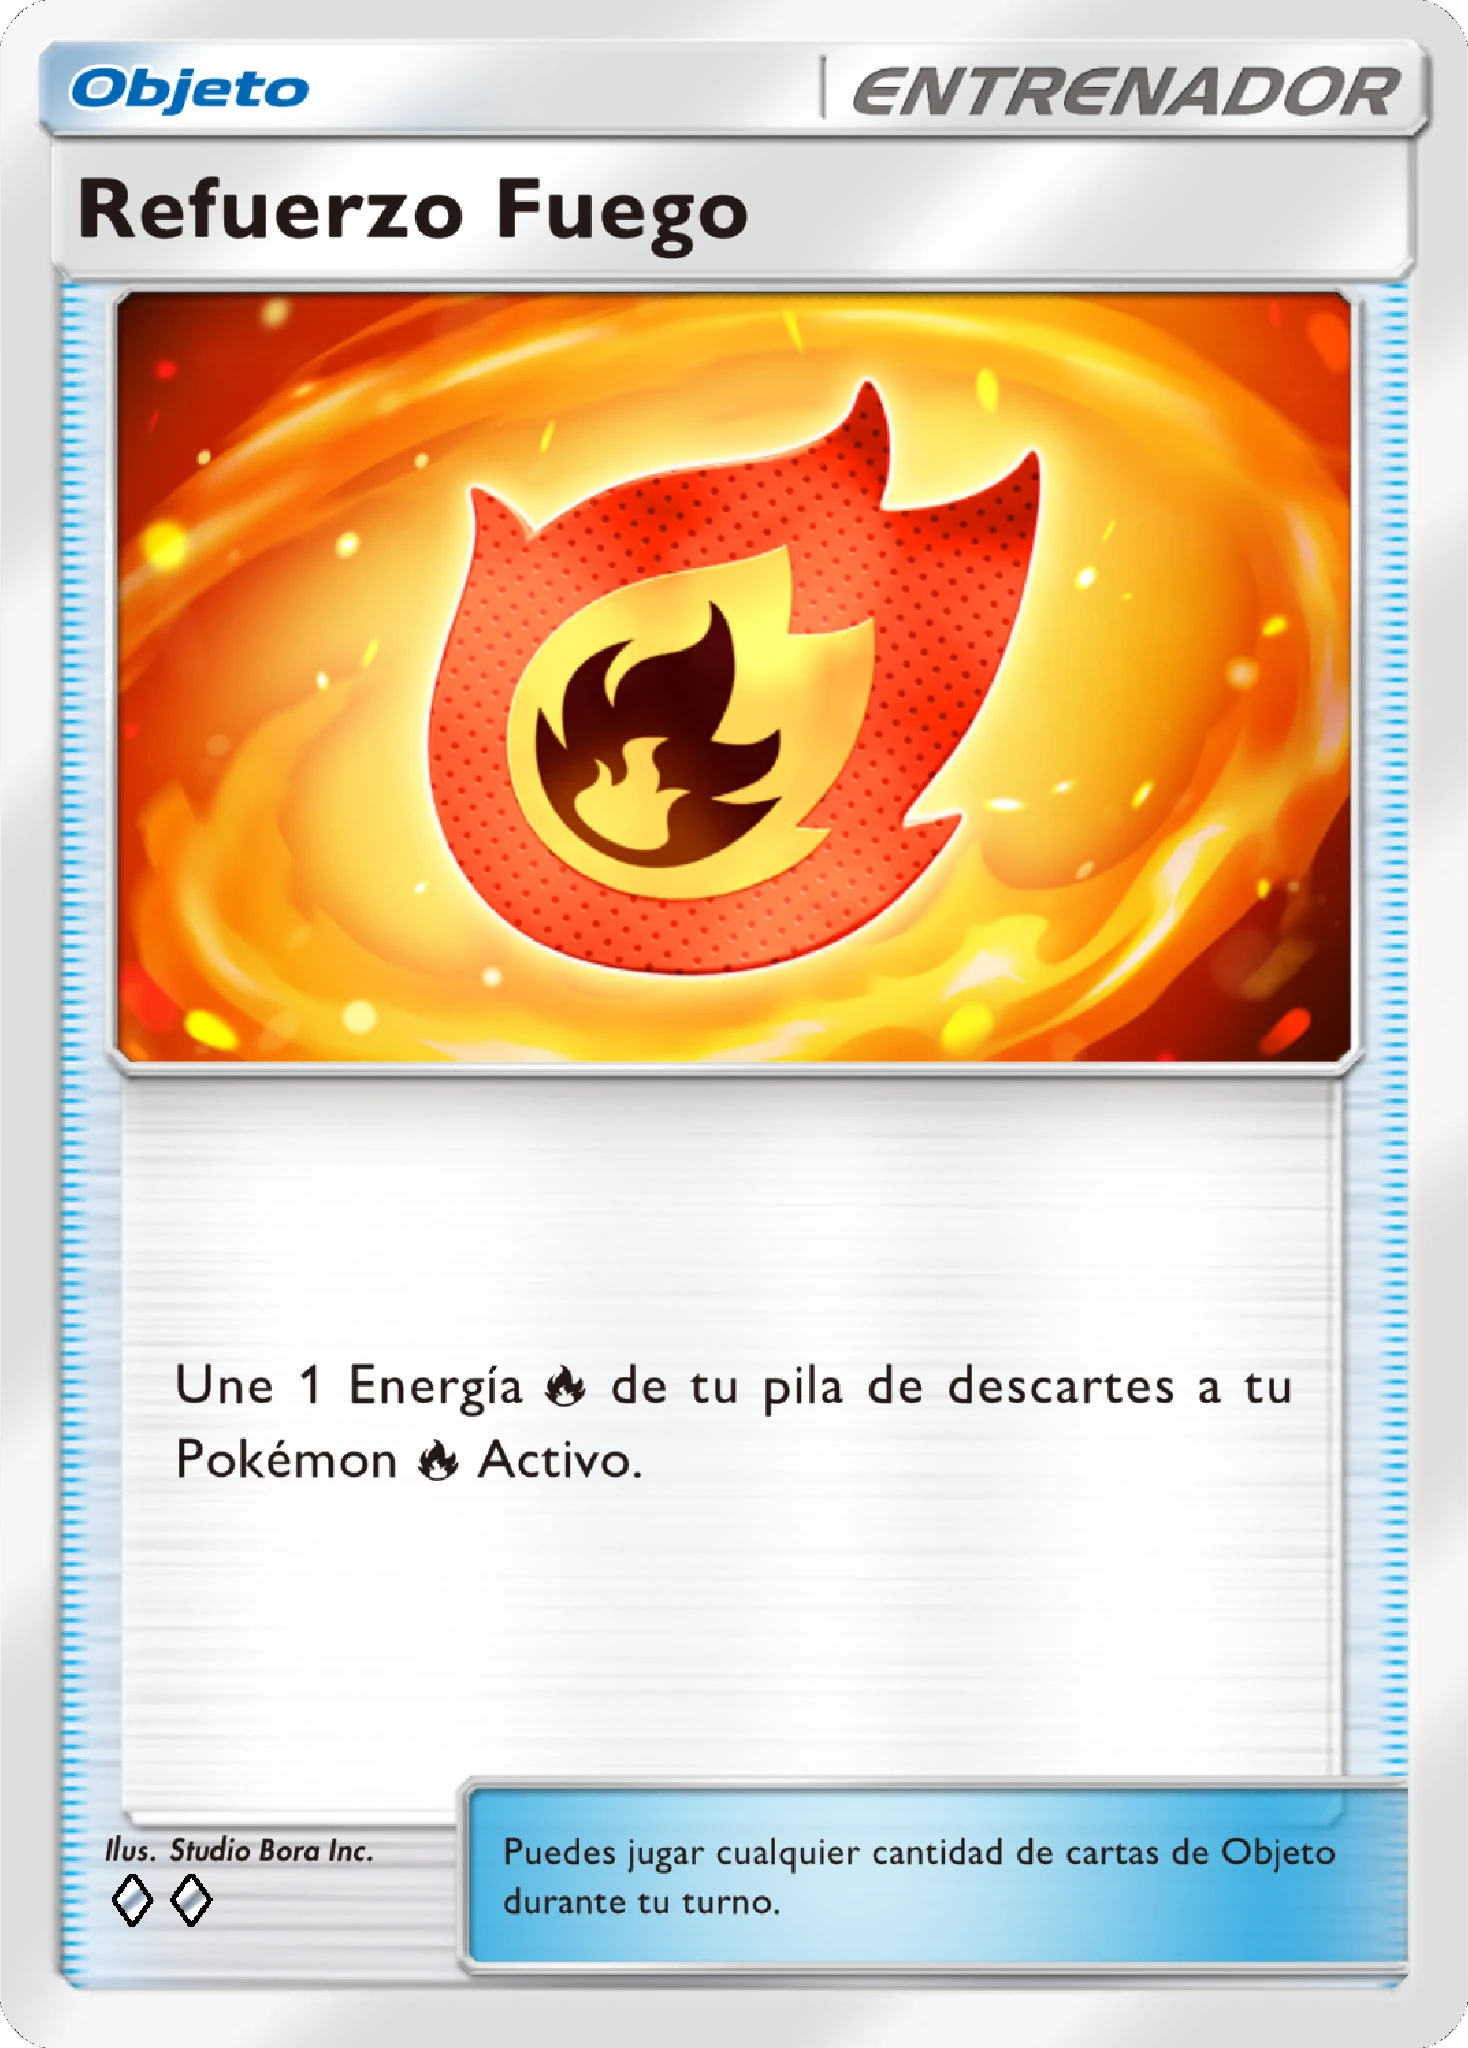 Objeto
ENTRENADOR
Refuerzo Fuego
Une 1 Energía de tu pila de descartes a tu
Pokémon Activo.
Ilus. Studio Bora Inc.
Puedes jugar cualquier cantidad de cartas de Objeto
durante tu turno.